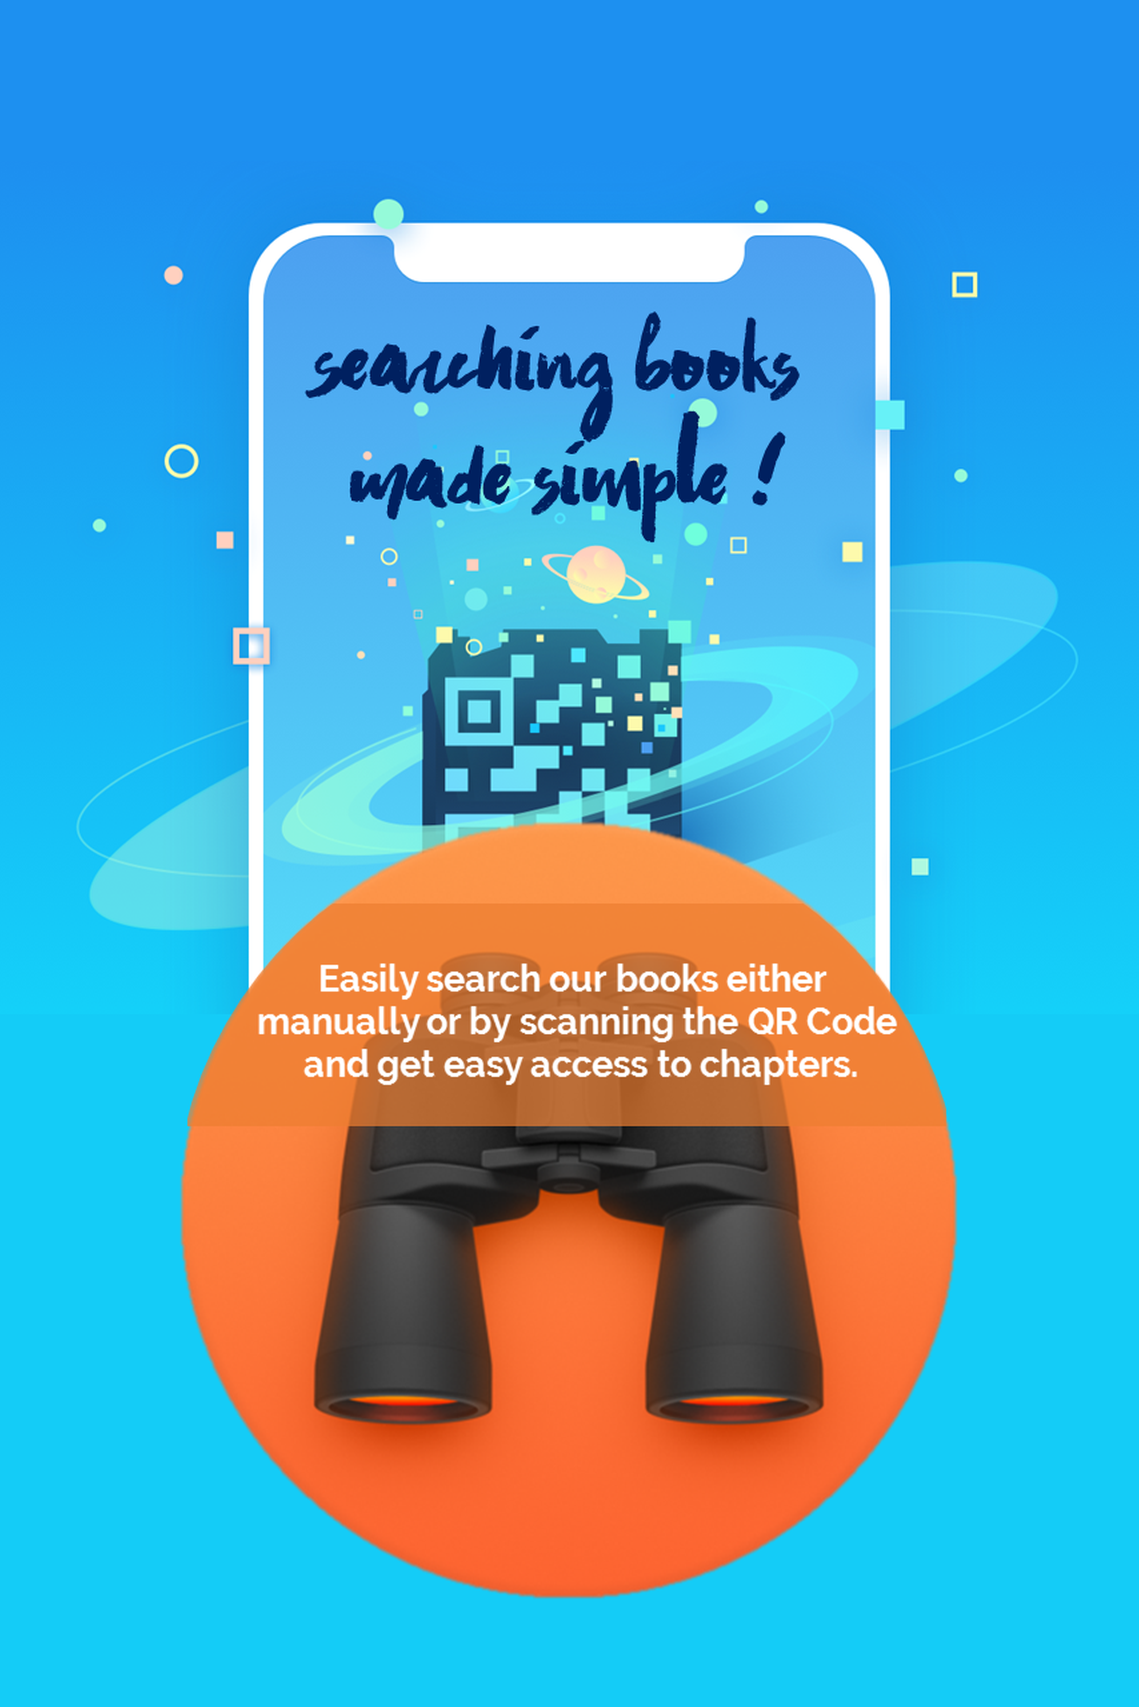 searching books
made simple !
Easily search our books either
manually or by scanning the QR Code
and get easy access to chapters.